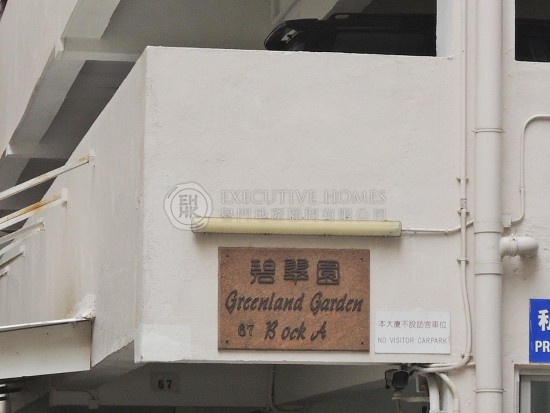 EXECUTIVE HOMES
碧翠園
Greenland Garden
67 B ock A
本大廈不設訪客車位
NO VISITOR CARPARK
PR
67